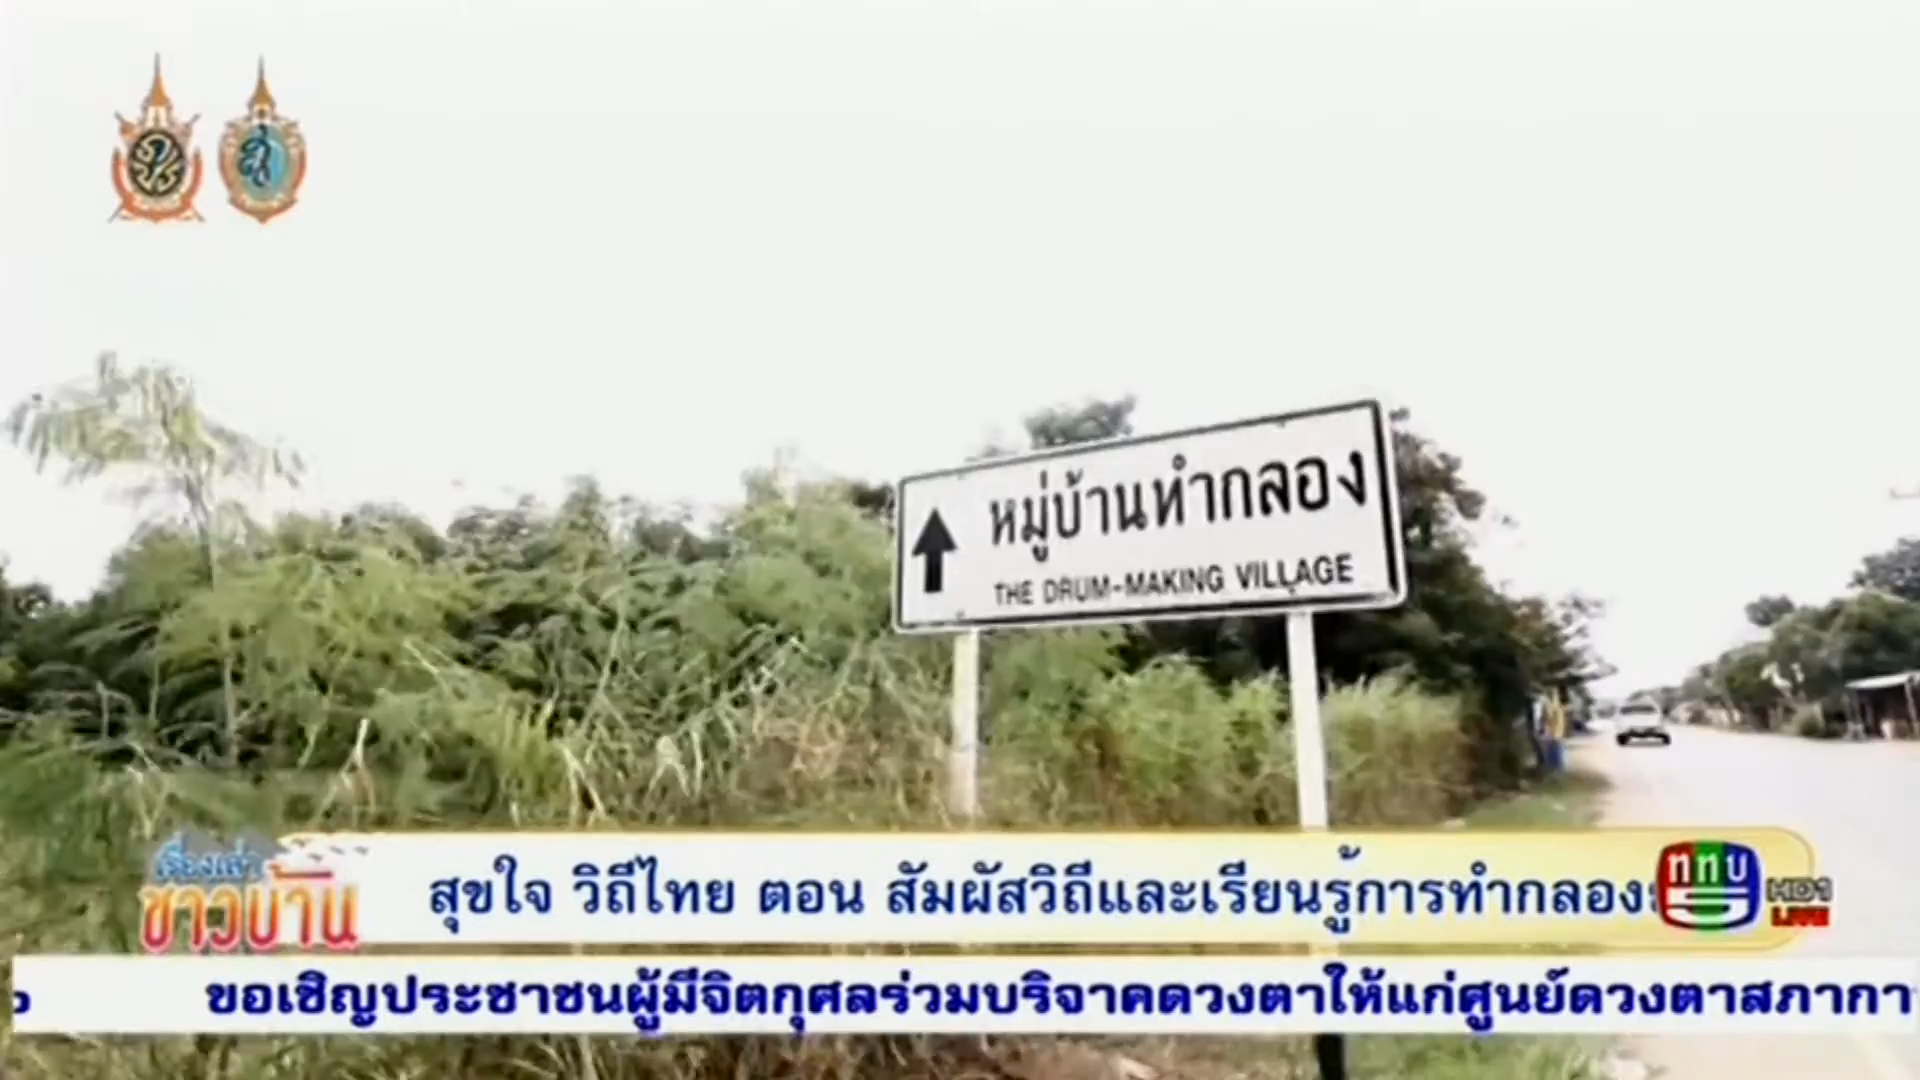 หมู่บ้านทำกลอง
THE DRUM-MAKING VILLAGE
เรื่องเล่า
ชาวบ้าน
สุขใจ วิถีไทย ตอน สัมผัสวิถีและเรียนรู้การทำกลอง
ททบ
HD1
LIVE
ขอเชิญประชาชนผู้มีจิตกุศลร่วมบริจาคดวงตาให้แก่ศูนย์ดวงตาสภากา